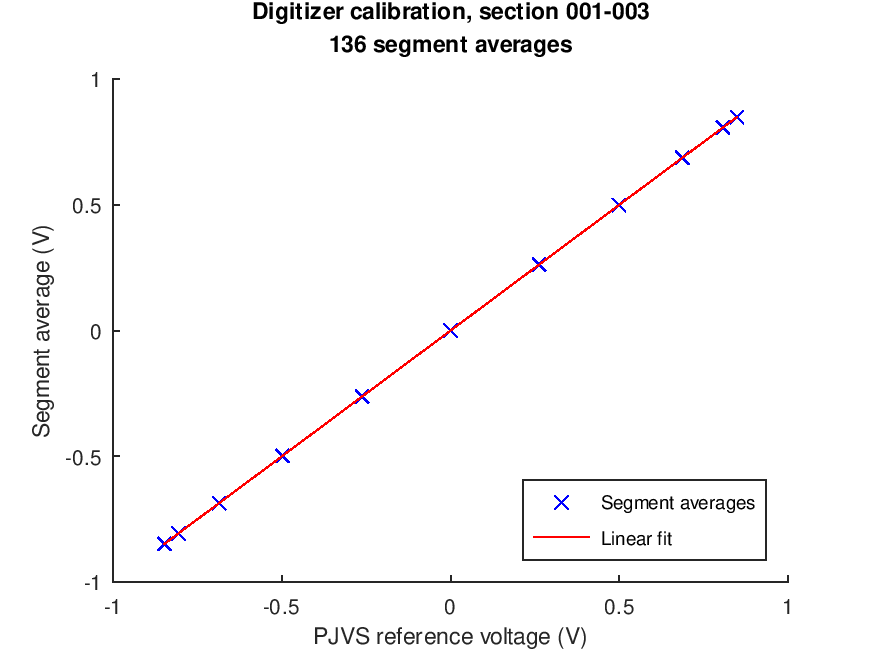 Digitizer calibration, section 001-003
136 segment averages
1
0.5
0
-0.5
-1
-1
-0.5
0
0.5
1
Segment average (V)
PJVS reference voltage (V)
Segment averages
Linear fit